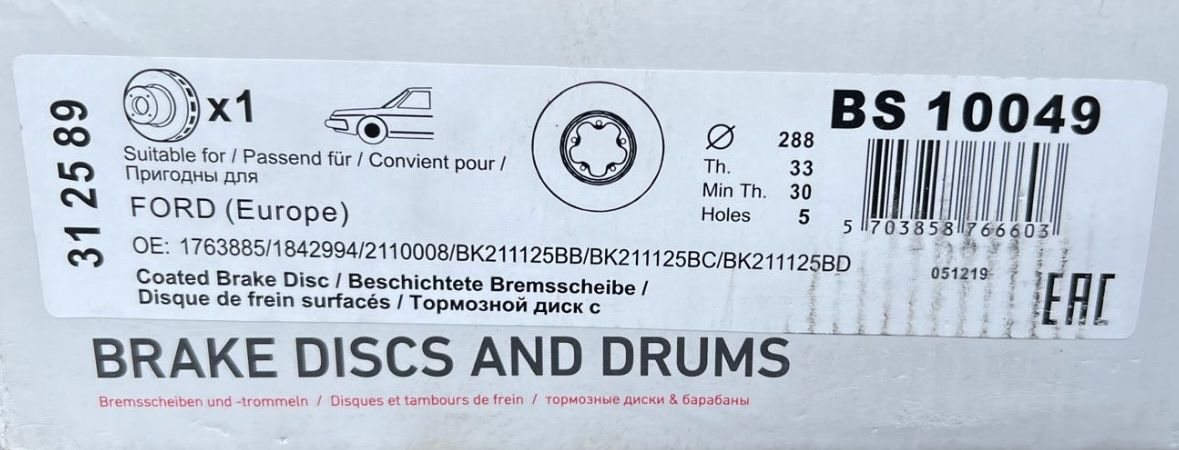 31 25 89
x1
Suitable for / Passend für / Convient pour /
Пригодны для
FORD (Europe)
OE: 1763885/1842994/2110008/BK211125BB/BK211125BC/BK211125BD
Coated Brake Disc / Beschichtete Bremsscheibe /
Disque de frein surfacés / Тормозной диск с
Ø 288
Th. 33
Min Th. 30
Holes 5
BS 10049
5 703858 766603
051219
EAC
BRAKE DISCS AND DRUMS
Bremsscheiben und -trommeln / Disques et tambours de frein / тормозные диски & барабаны